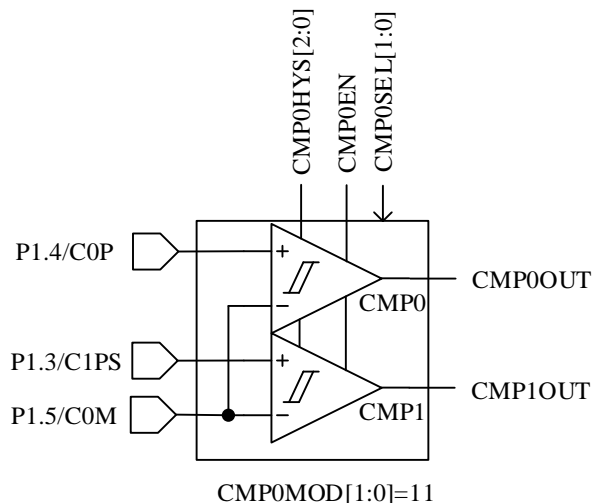 CMP0HYS[2:0]
CMP0EN
CMP0SEL[1:0]
P1.4/C0P
+
−
CMP0
CMP0OUT
P1.3/C1PS
+
P1.5/C0M
−
CMP1
CMP1OUT
CMP0MOD[1:0]=11